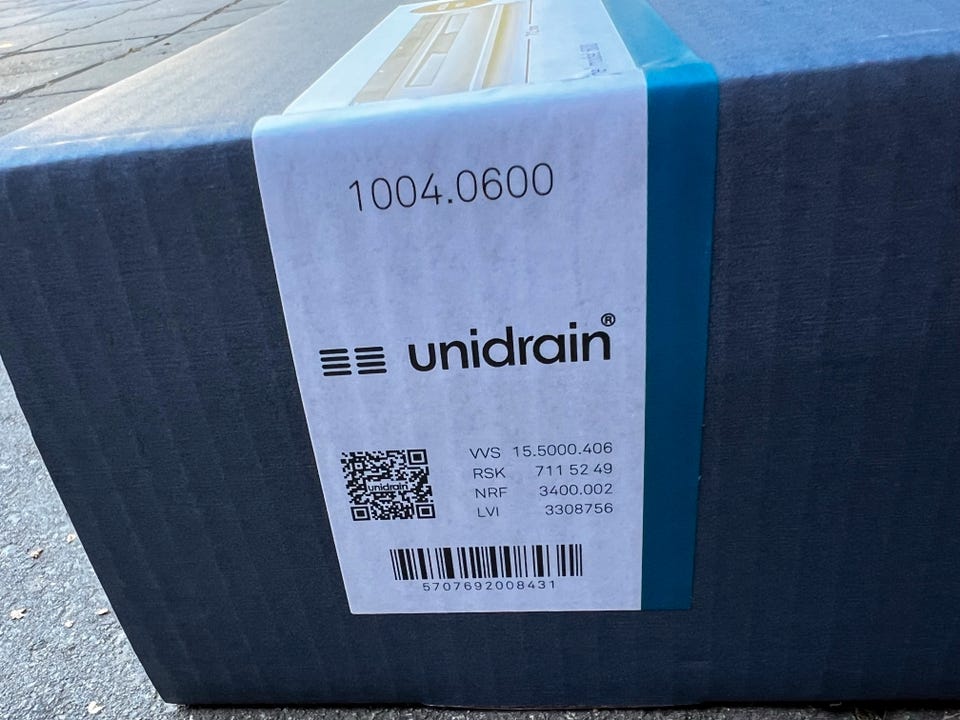 1004.0600
unidrain®
VVS 15.5000.406
RSK 711 52 49
NRF 3400.002
LVI 3308756
unidrain
5707692008431